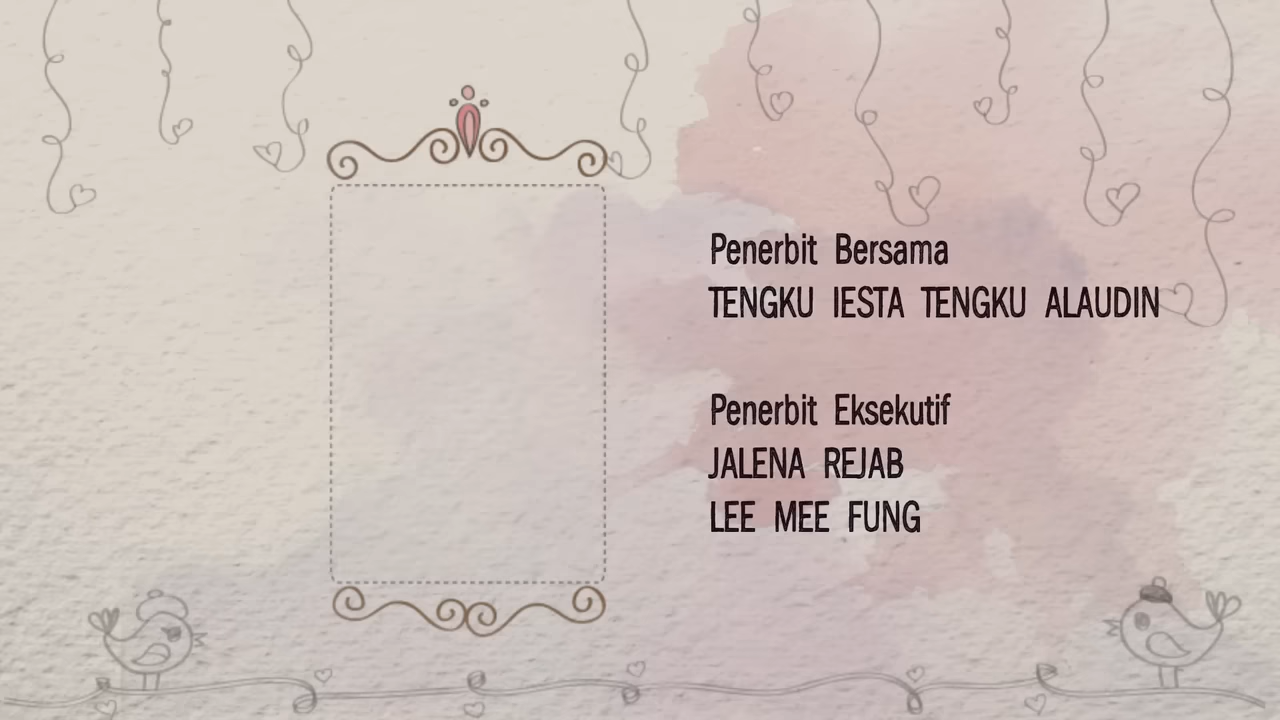 Penerbit Bersama
TENGKU IESTA TENGKU ALAUDIN
Penerbit Eksekutif
JALENA REJAB
LEE MEE FUNG